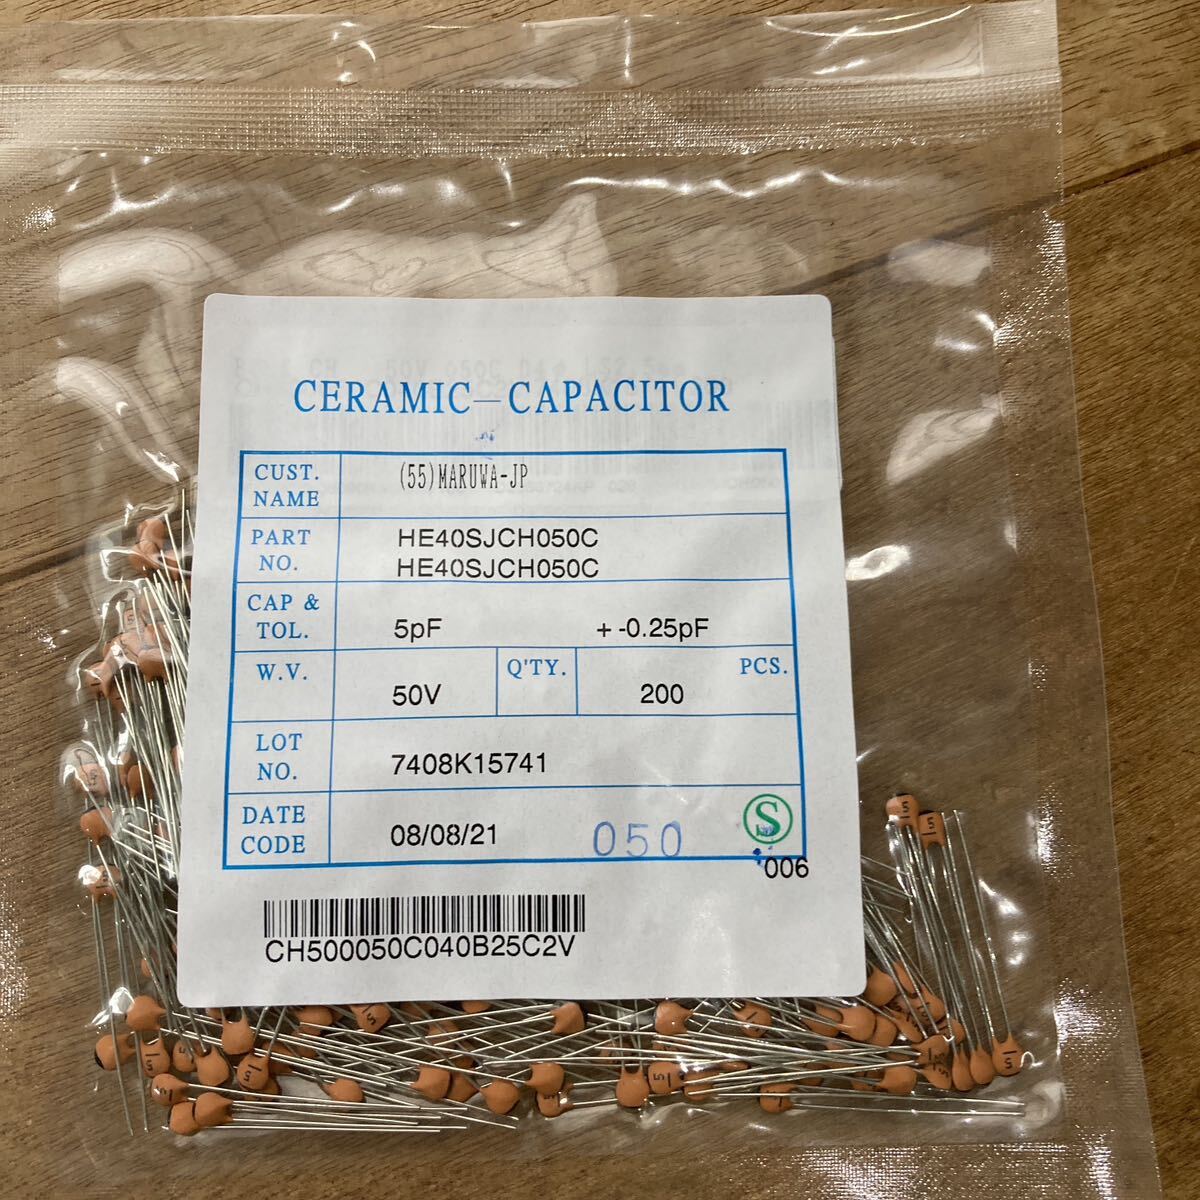 CERAMIC-CAPACITOR
CUST. NAME (55)MARUWA-JP
PART NO. HE40SJCH050C
HE40SJCH050C
CAP & TOL. 5pF + -0.25pF
W.V. 50V Q'TY. 200 PCS.
LOT NO. 7408K15741
DATE CODE 08/08/21 050 S
006
CH500050C040B25C2V